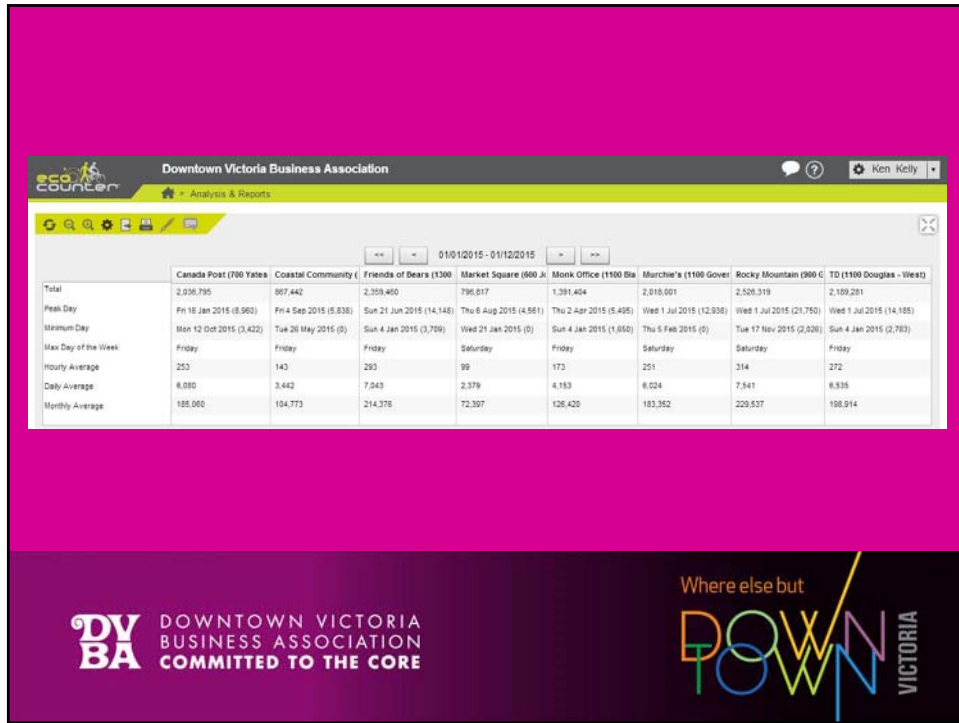 eco counter
Downtown Victoria Business Association
? Ken Kelly
> Analysis & Reports
<< < 01/01/2015 - 01/12/2015 > >>
Canada Post (700 Yates Coastal Community ( Friends of Bears (1300 Market Square (600 Jo Monk Office (1100 Bla Murchie's (1100 Gover Rocky Mountain (900 G TD (1100 Douglas - West)
Total 2,036,795 887,442 2,359,460 796,817 1,391,404 2,018,001 2,526,319 2,189,281
Peak Day Fri 16 Jan 2015 (8,960) Fri 4 Sep 2015 (5,838) Sun 21 Jun 2015 (14,148) Thu 6 Aug 2015 (4,561) Thu 2 Apr 2015 (5,495) Wed 1 Jul 2015 (12,938) Wed 1 Jul 2015 (21,750) Wed 1 Jul 2015 (14,185)
Minimum Day Mon 12 Oct 2015 (3,422) Tue 26 May 2015 (0) Sun 4 Jan 2015 (3,709) Wed 21 Jan 2015 (0) Sun 4 Jan 2015 (1,650) Thu 5 Feb 2015 (0) Tue 17 Nov 2015 (2,026) Sun 4 Jan 2015 (2,783)
Max Day of the Week Friday Friday Friday Saturday Friday Saturday Saturday Friday
Hourly Average 253 143 293 99 173 251 314 272
Daily Average 6,080 3,442 7,043 2,379 4,153 6,024 7,541 6,535
Monthly Average 185,060 104,773 214,376 72,397 126,420 183,352 229,537 198,914
DV
BA
DOWNTOWN VICTORIA
BUSINESS ASSOCIATION
COMMITTED TO THE CORE
Where else but
DOWN
TOWN
VICTORIA